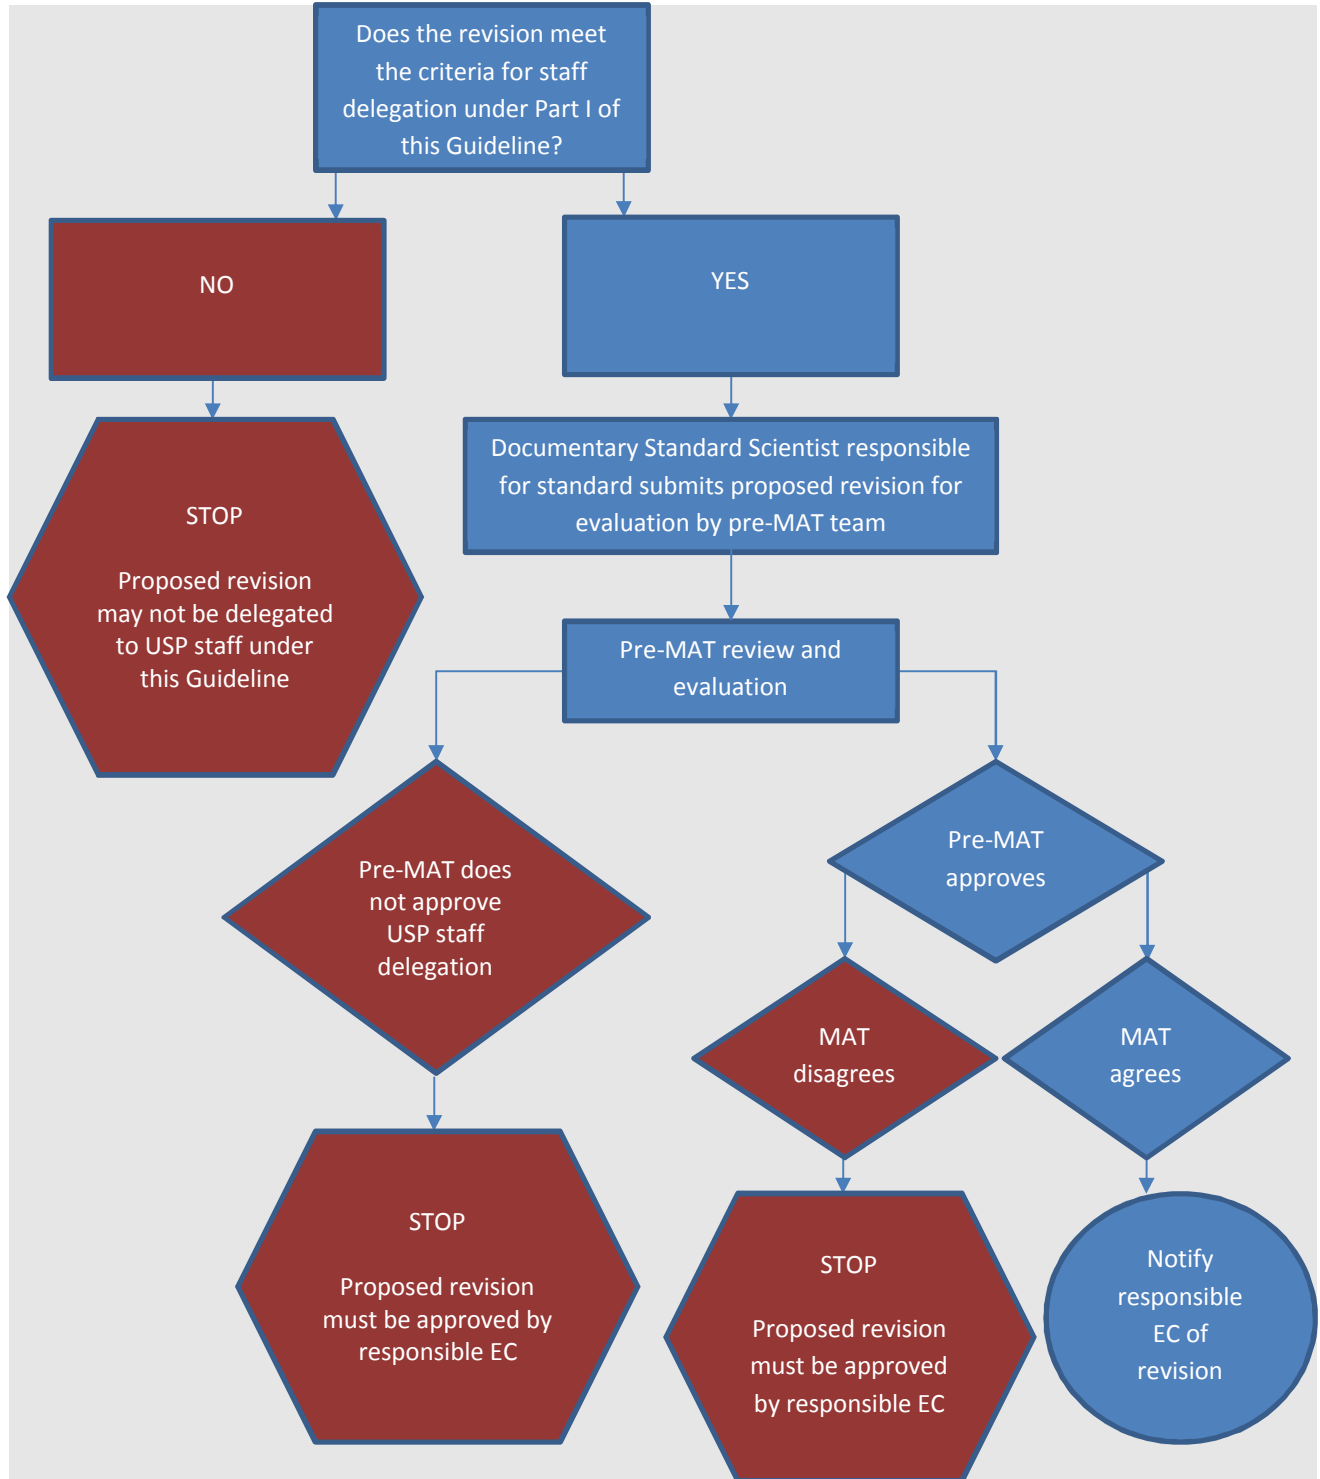 Does the revision meet
the criteria for staff
delegation under Part I of
this Guideline?
NO
YES
STOP
Proposed revision
may not be delegated
to USP staff under
this Guideline
Documentary Standard Scientist responsible
for standard submits proposed revision for
evaluation by pre-MAT team
Pre-MAT review and
evaluation
Pre-MAT does
not approve
USP staff
delegation
Pre-MAT
approves
MAT
disagrees
MAT
agrees
STOP
Proposed revision
must be approved by
responsible EC
STOP
Proposed revision
must be approved
by responsible EC
Notify
responsible
EC of
revision